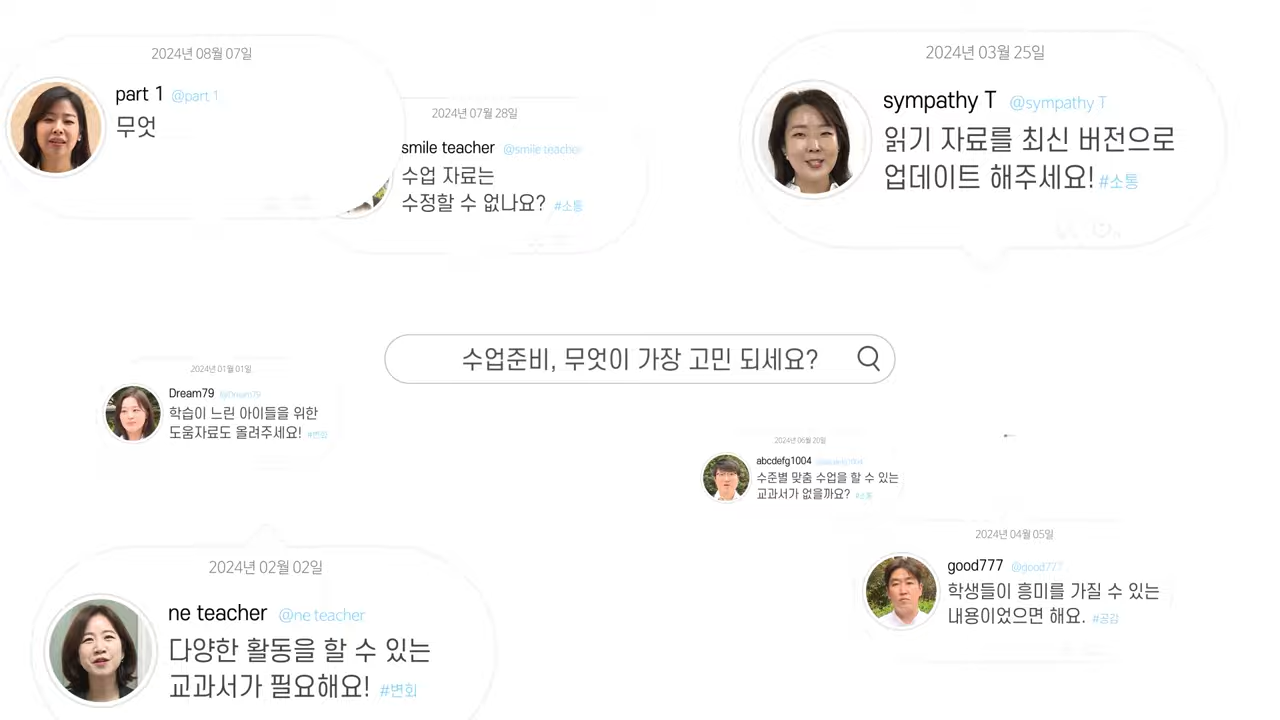 2024년 08월 07일
part 1 @part 1
무엇
2024년 07월 28일
smile teacher @smile teacher
수업 자료는
수정할 수 없나요? #소통
2024년 03월 25일
sympathy T @sympathy T
읽기 자료를 최신 버전으로
업데이트 해주세요! #소통
수업준비, 무엇이 가장 고민 되세요?
2024년 01월 01일
Dream79 @Dream79
학습이 느린 아이들을 위한
도움자료도 올려주세요! #변화
2024년 06월 20일
abcdefg1004 @abcdefg1004
수준별 맞춤 수업을 할 수 있는
교과서가 없을까요? #소통
2024년 04월 05일
good777 @good777
학생들이 흥미를 가질 수 있는
내용이었으면 해요. #공감
2024년 02월 02일
ne teacher @ne teacher
다양한 활동을 할 수 있는
교과서가 필요해요! #변화